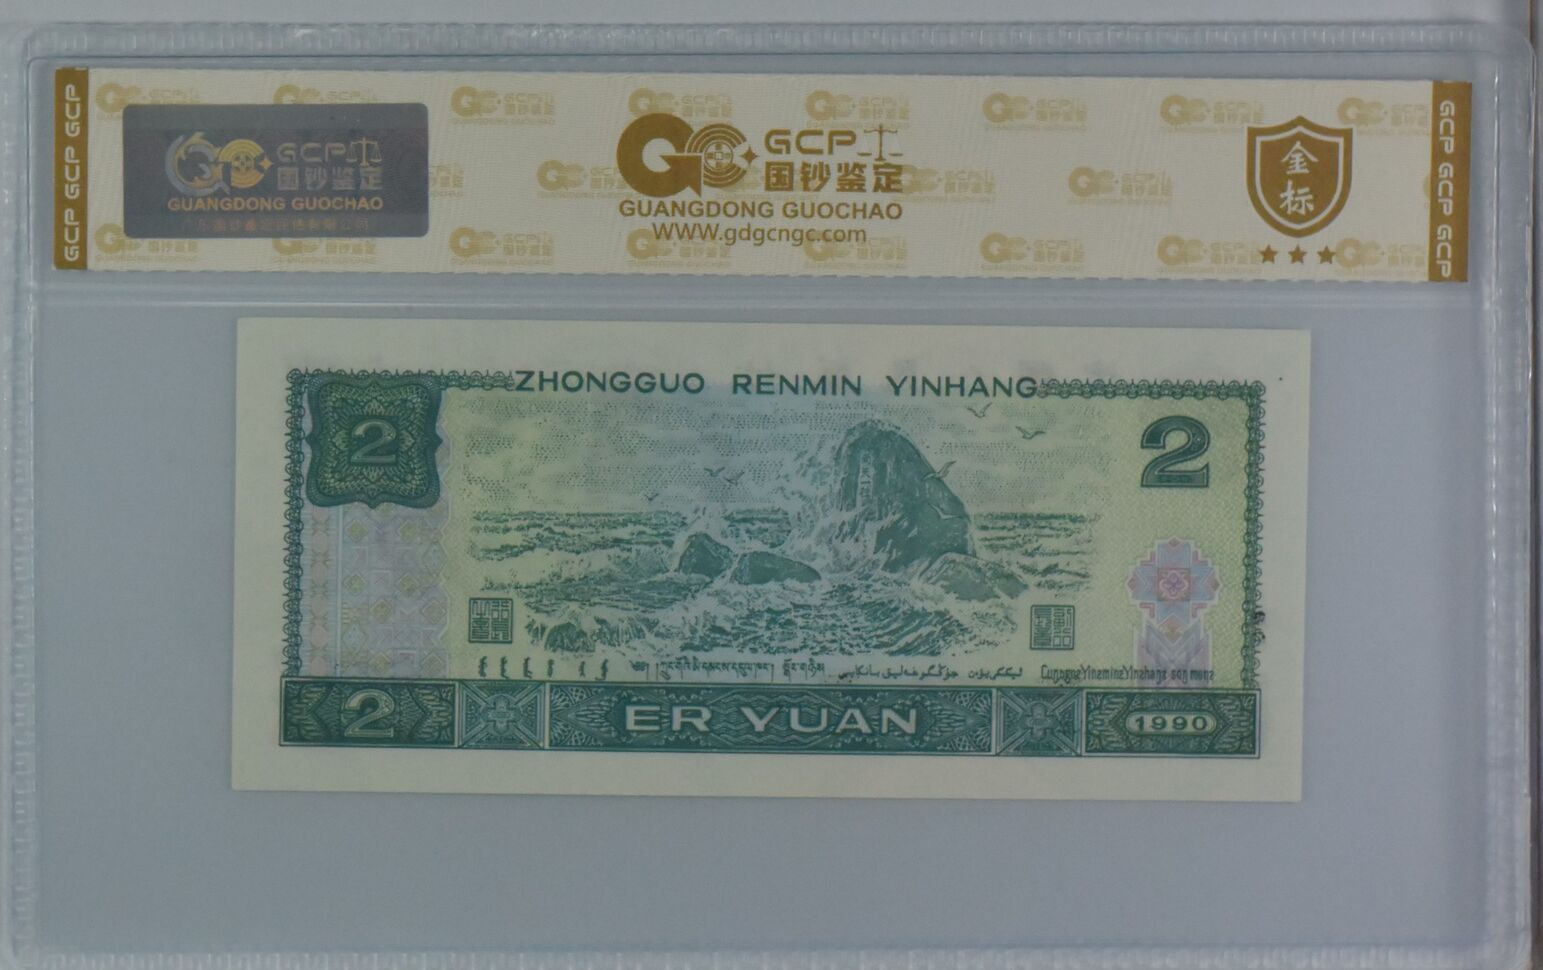 GCP GCP GCP
GCP 国钞鉴定
GUANGDONG GUOCHAO
GCP
国钞鉴定
GUANGDONG GUOCHAO
WWW.gdgcngc.com
金
标
GCP GCP GCP
ZHONGGUO RENMIN YINHANG
2
2
2
ER YUAN
1990